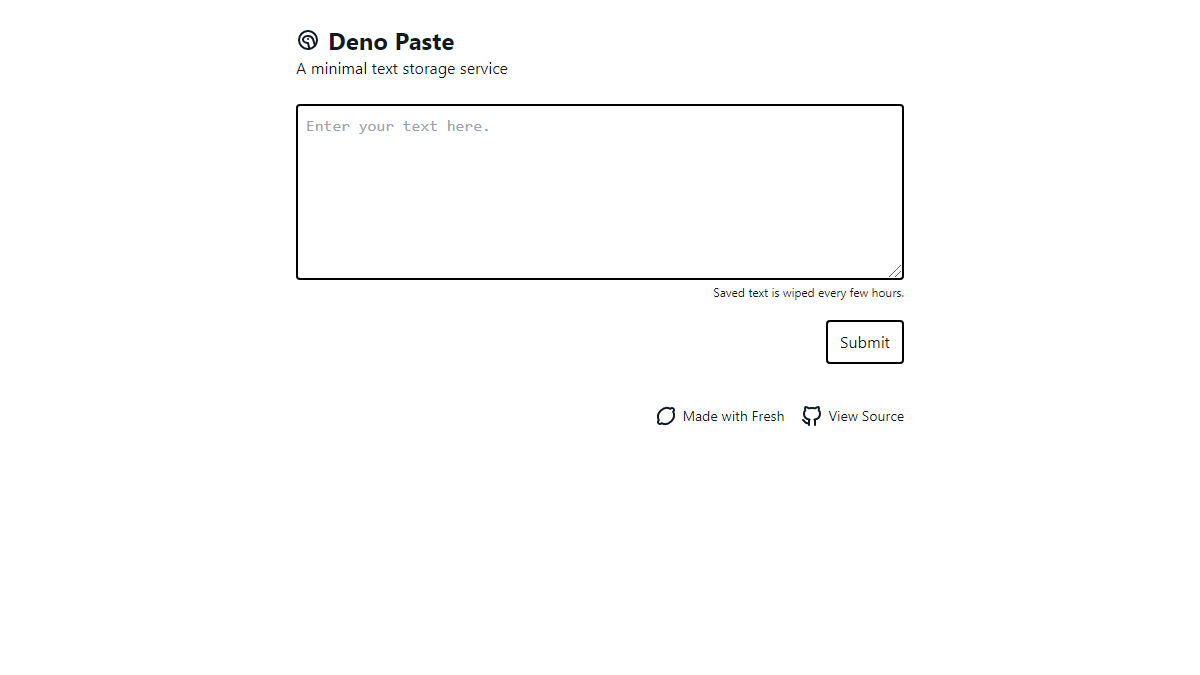 Deno Paste
A minimal text storage service
Enter your text here.
Saved text is wiped every few hours.
Submit
Made with Fresh View Source